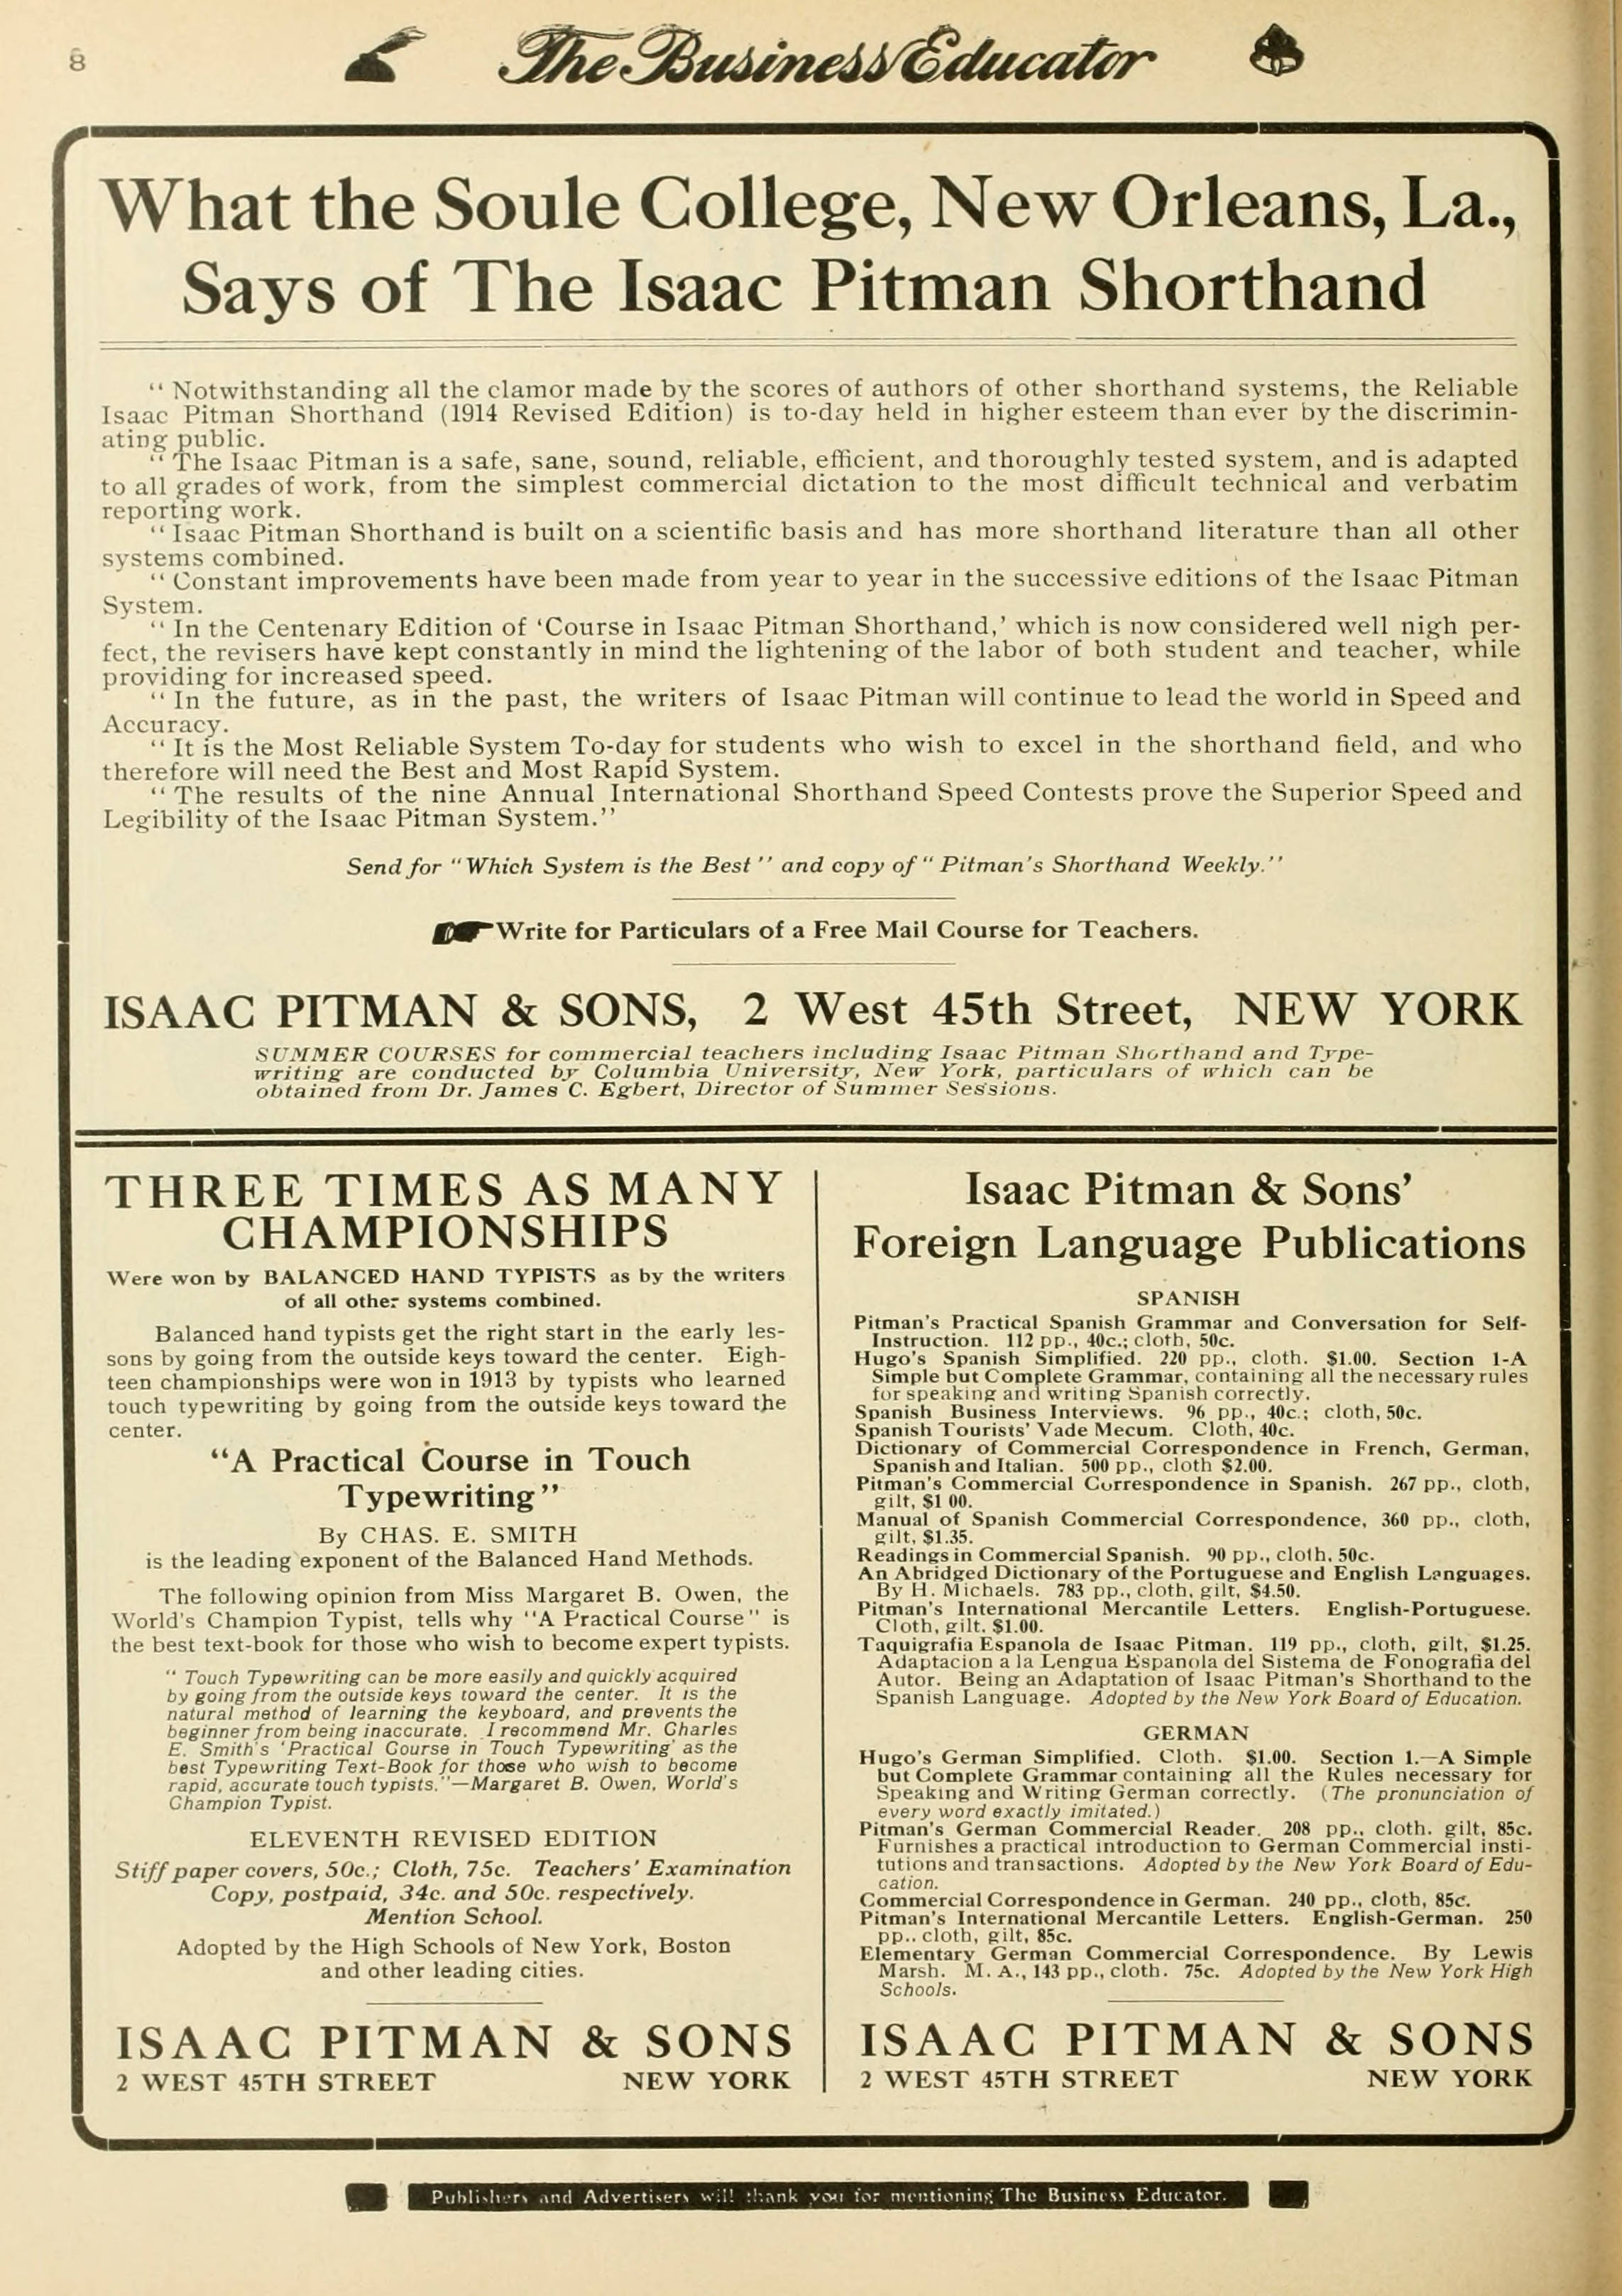 8
The Business Educator
What the Soule College, New Orleans, La.,
Says of The Isaac Pitman Shorthand
“ Notwithstanding all the clamor made by the scores of authors of other shorthand systems, the Reliable
Isaac Pitman Shorthand (1914 Revised Edition) is to-day held in higher esteem than ever by the discrimin-
ating public.
“ The Isaac Pitman is a safe, sane, sound, reliable, efficient, and thoroughly tested system, and is adapted
to all grades of work, from the simplest commercial dictation to the most difficult technical and verbatim
reporting work.
“ Isaac Pitman Shorthand is built on a scientific basis and has more shorthand literature than all other
systems combined.
“ Constant improvements have been made from year to year in the successive editions of the Isaac Pitman
System.
“ In the Centenary Edition of ‘Course in Isaac Pitman Shorthand,’ which is now considered well nigh per-
fect, the revisers have kept constantly in mind the lightening of the labor of both student and teacher, while
providing for increased speed.
“ In the future, as in the past, the writers of Isaac Pitman will continue to lead the world in Speed and
Accuracy.
“ It is the Most Reliable System To-day for students who wish to excel in the shorthand field, and who
therefore will need the Best and Most Rapid System.
“ The results of the nine Annual International Shorthand Speed Contests prove the Superior Speed and
Legibility of the Isaac Pitman System.”
Send for “Which System is the Best” and copy of “ Pitman's Shorthand Weekly.”
Write for Particulars of a Free Mail Course for Teachers.
ISAAC PITMAN & SONS, 2 West 45th Street, NEW YORK
SUMMER COURSES for commercial teachers including Isaac Pitman Shorthand and Type-
writing are conducted by Columbia University, New York, particulars of which can be
obtained from Dr. James C. Egbert, Director of Summer Sessions.
THREE TIMES AS MANY
CHAMPIONSHIPS
Were won by BALANCED HAND TYPISTS as by the writers
of all other systems combined.
Balanced hand typists get the right start in the early les-
sons by going from the outside keys toward the center. Eigh-
teen championships were won in 1913 by typists who learned
touch typewriting by going from the outside keys toward the
center.
“A Practical Course in Touch
Typewriting”
By CHAS. E. SMITH
is the leading exponent of the Balanced Hand Methods.
The following opinion from Miss Margaret B. Owen, the
World's Champion Typist, tells why “A Practical Course” is
the best text-book for those who wish to become expert typists.
“ Touch Typewriting can be more easily and quickly acquired
by going from the outside keys toward the center. It is the
natural method of learning the keyboard, and prevents the
beginner from being inaccurate. I recommend Mr. Charles
E. Smith's ‘Practical Course in Touch Typewriting’ as the
best Typewriting Text-Book for those who wish to become
rapid, accurate touch typists.”—Margaret B. Owen, World's
Champion Typist.
ELEVENTH REVISED EDITION
Stiff paper covers, 50c.; Cloth, 75c. Teachers' Examination
Copy, postpaid, 34c. and 50c. respectively.
Mention School.
Adopted by the High Schools of New York, Boston
and other leading cities.
ISAAC PITMAN & SONS
2 WEST 45TH STREET NEW YORK
Isaac Pitman & Sons’
Foreign Language Publications
SPANISH
Pitman's Practical Spanish Grammar and Conversation for Self-
Instruction. 112 pp., 40c.; cloth, 50c.
Hugo's Spanish Simplified. 220 pp., cloth. $1.00. Section 1-A
Simple but Complete Grammar, containing all the necessary rules
for speaking and writing Spanish correctly.
Spanish Business Interviews. 96 pp., 40c.; cloth, 50c.
Spanish Tourists' Vade Mecum. Cloth, 40c.
Dictionary of Commercial Correspondence in French, German,
Spanish and Italian. 500 pp., cloth $2.00.
Pitman's Commercial Correspondence in Spanish. 267 pp., cloth,
gilt, $1 00.
Manual of Spanish Commercial Correspondence, 360 pp., cloth,
gilt, $1.35.
Readings in Commercial Spanish. 90 pp., cloth, 50c.
An Abridged Dictionary of the Portuguese and English Languages.
By H. Michaels. 783 pp., cloth, gilt, $4.50.
Pitman's International Mercantile Letters. English-Portuguese.
Cloth, gilt, $1.00.
Taquigrafia Espanola de Isaac Pitman. 119 pp., cloth, gilt, $1.25.
Adaptacion a la Lengua Espanola del Sistema de Fonografia del
Autor. Being an Adaptation of Isaac Pitman's Shorthand to the
Spanish Language. Adopted by the New York Board of Education.
GERMAN
Hugo's German Simplified. Cloth. $1.00. Section 1.—A Simple
but Complete Grammar containing all the Rules necessary for
Speaking and Writing German correctly. (The pronunciation of
every word exactly imitated.)
Pitman's German Commercial Reader. 208 pp., cloth. gilt, 85c.
Furnishes a practical introduction to German Commercial insti-
tutions and transactions. Adopted by the New York Board of Edu-
cation.
Commercial Correspondence in German. 240 pp., cloth, 85c.
Pitman's International Mercantile Letters. English-German. 250
pp.. cloth, gilt, 85c.
Elementary German Commercial Correspondence. By Lewis
Marsh. M. A., 143 pp., cloth. 75c. Adopted by the New York High
Schools.
ISAAC PITMAN & SONS
2 WEST 45TH STREET NEW YORK
Publishers and Advertisers will thank you for mentioning The Business Educator.